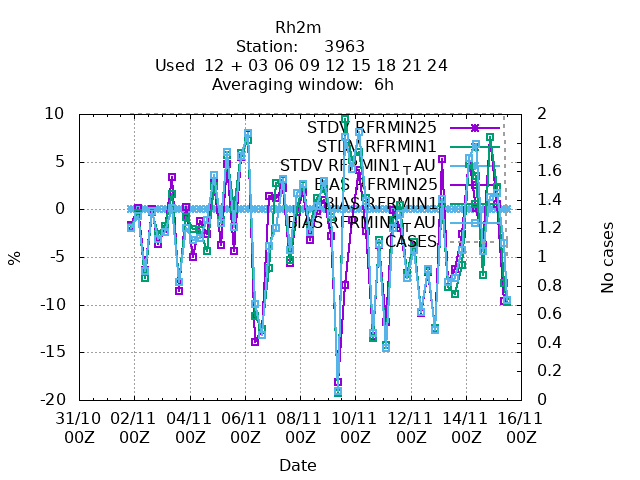 Rh2m
Station: 3963
Used 12 + 03 06 09 12 15 18 21 24
Averaging window: 6h
10
5
0
-5
-10
-15
-20
%
2
1.8
1.6
1.4
1.2
1
0.8
0.6
0.4
0.2
0
No cases
STDV RFRMIN25
STDV RFRMIN1
STDV RFRMIN1_AU
BIAS RFRMIN25
BIAS RFRMIN1
BIAS RFRMIN1_AU
CASES
31/10 02/11 04/11 06/11 08/11 10/11 12/11 14/11 16/11
00Z 00Z 00Z 00Z 00Z 00Z 00Z 00Z 00Z
Date